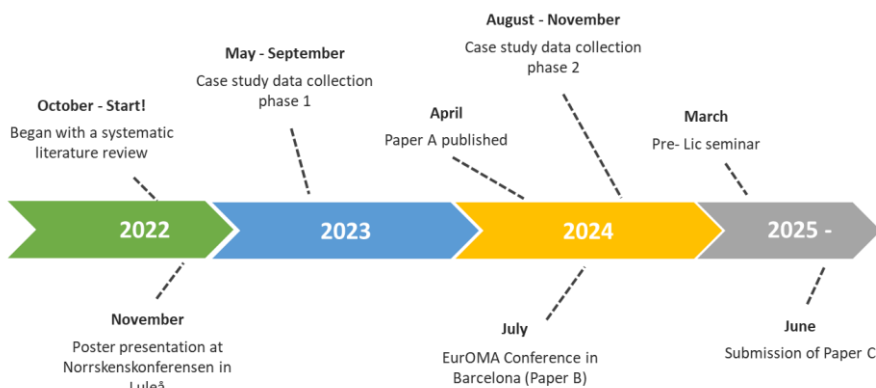 August - November
Case study data collection
phase 2
May - September
Case study data collection
phase 1
October - Start!
Began with a systematic
literature review
April
Paper A published
March
Pre- Lic seminar
2022
2023
2024
2025 -
November
Poster presentation at
Norrskenskonferensen in
Luleå
July
EurOMA Conference in
Barcelona (Paper B)
June
Submission of Paper C